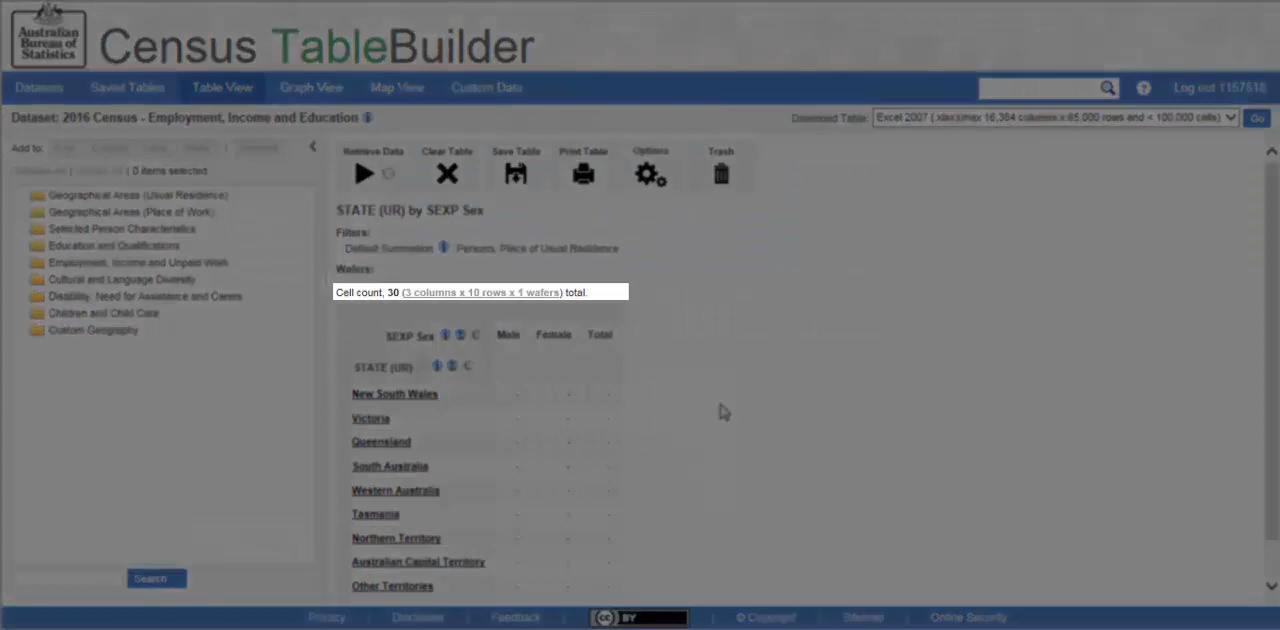 Australian
Bureau of
Statistics
Census TableBuilder
Datasets Saved Tables Table View Graph View Map View Custom Data
Log out 1157618
Dataset: 2016 Census - Employment, Income and Education
Download Table: Excel 2007 (.xlsx)(max 16,384 columns x 65,000 rows and < 100,000 cells) Go
Add to:
| 0 items selected
Geographical Areas (Usual Residence)
Geographical Areas (Place of Work)
Selected Person Characteristics
Education and Qualifications
Employment, Income and Unpaid Work
Cultural and Language Diversity
Disability, Need for Assistance and Carers
Children and Child Care
Custom Geography
Search
Retrieve Data Clear Table Save Table Print Table Options Trash
STATE (UR) by SEXP Sex
Filters:
Default Summation Persons, Place of Usual Residence
Wafers:
Cell count, 30 (3 columns x 10 rows x 1 wafers) total.
SEXP Sex Male Female Total
STATE (UR)
New South Wales
Victoria
Queensland
South Australia
Western Australia
Tasmania
Northern Territory
Australian Capital Territory
Other Territories
Privacy | Disclaimer | Feedback | (cc) BY | © Copyright | Sitemap | Online Security